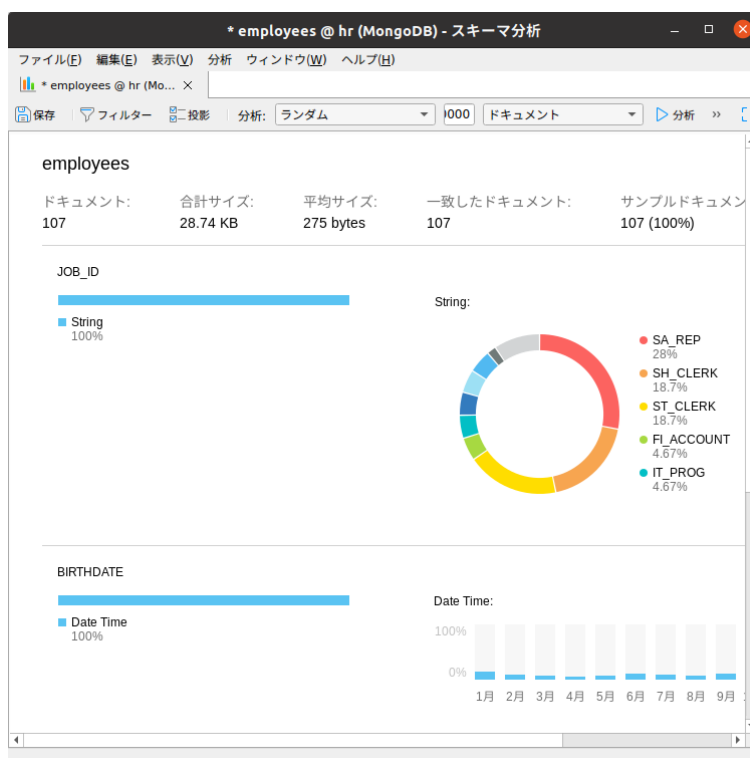 * employees @ hr (MongoDB) - スキーマ分析
ファイル(F) 編集(E) 表示(V) 分析 ウィンドウ(W) ヘルプ(H)
* employees @ hr (Mo... ×
保存 フィルター 投影 分析: ランダム ドキュメント 分析 »
employees
ドキュメント: 合計サイズ: 平均サイズ: 一致したドキュメント: サンプルドキュメン
107 28.74 KB 275 bytes 107 107 (100%)
JOB_ID
String
100%
String:
SA_REP
28%
SH_CLERK
18.7%
ST_CLERK
18.7%
FI_ACCOUNT
4.67%
IT_PROG
4.67%
BIRTHDATE
Date Time
100%
Date Time:
100%
0%
1月 2月 3月 4月 5月 6月 7月 8月 9月